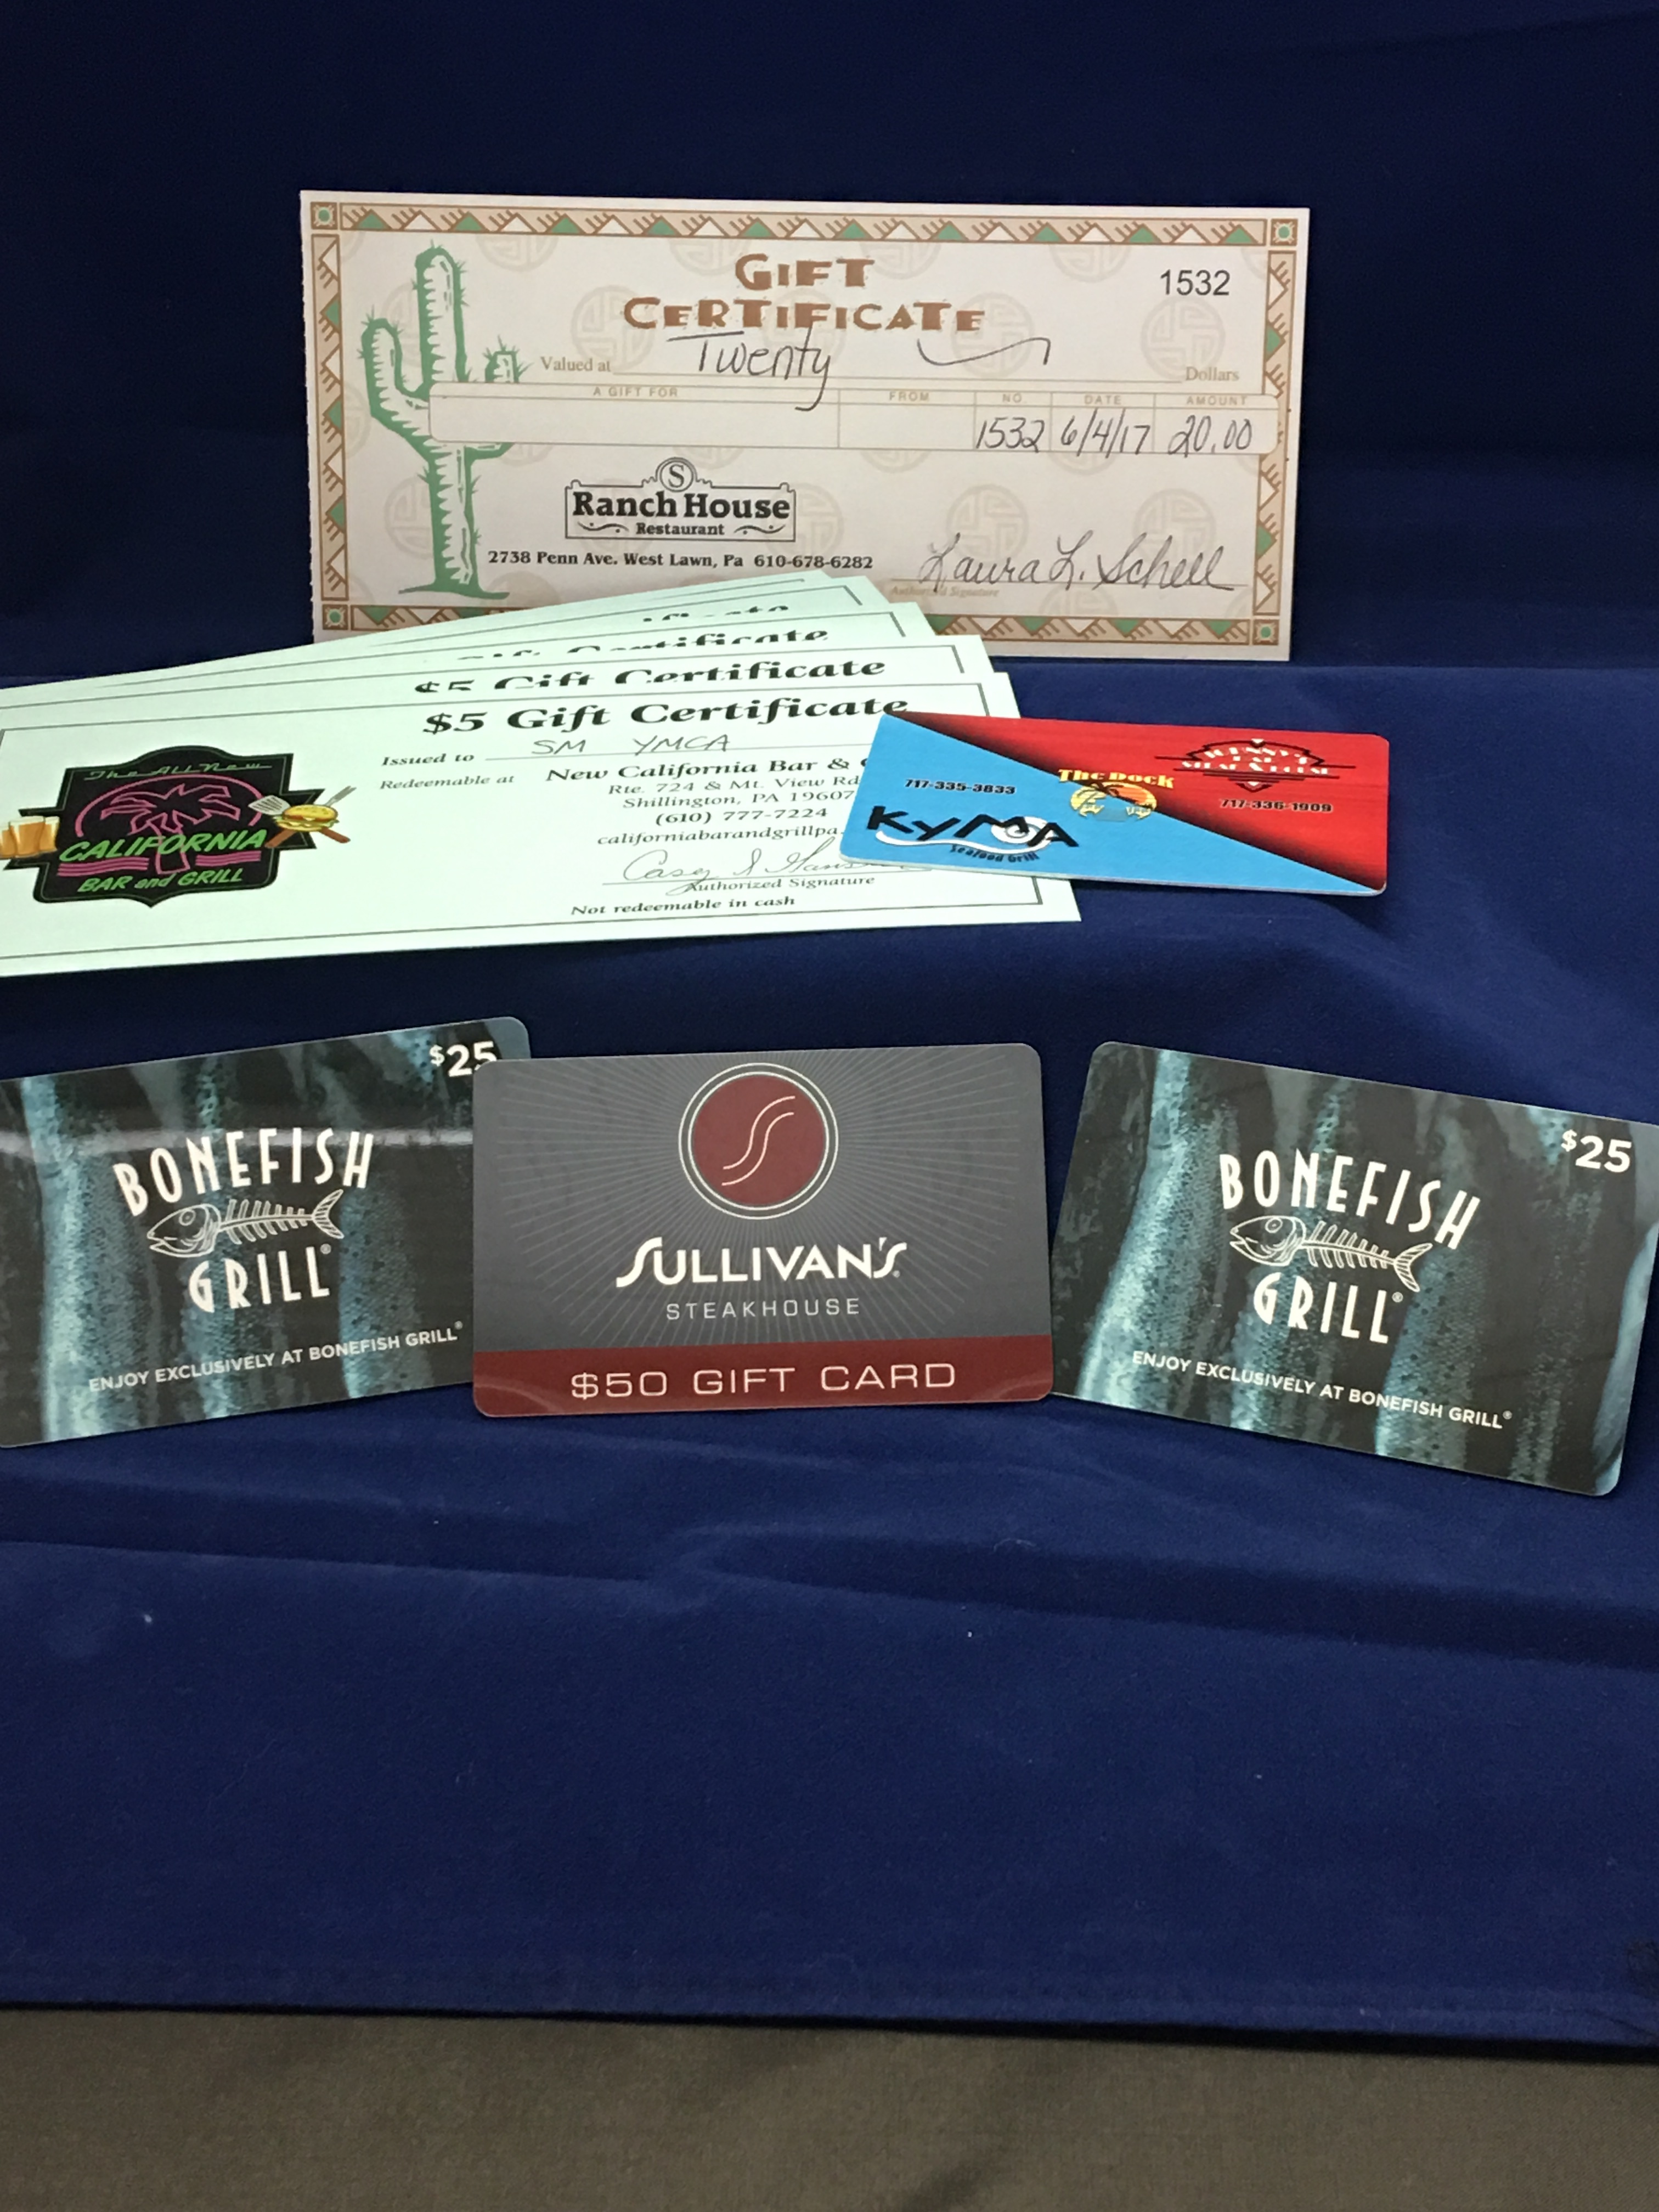 GIFT
CERTIFICATE
1532
Valued at Twenty Dollars
A GIFT FOR FROM NO. DATE AMOUNT
1532 6/4/17 20.00
S
Ranch House
Restaurant
2738 Penn Ave. West Lawn, Pa 610-678-6282
Laura L. Schell
Authorized Signature
Gift Certificate
$5 Gift Certificate
$5 Gift Certificate
Issued to SM YMCA
Redeemable at New California Bar &
Rte. 724 & Mt. View Rd
Shillington, PA 19607
(610) 777-7224
californiabarandgrillpa.
Authorized Signature
Not redeemable in cash
The All New
CALIFORNIA
BAR and GRILL
717-335-3833
KyMA
Seafood Grill
The Dock
717-336-1909
$25
BONEFISH
GRILL®
ENJOY EXCLUSIVELY AT BONEFISH GRILL®
SULLIVAN'S
STEAKHOUSE
$50 GIFT CARD
$25
BONEFISH
GRILL®
ENJOY EXCLUSIVELY AT BONEFISH GRILL®